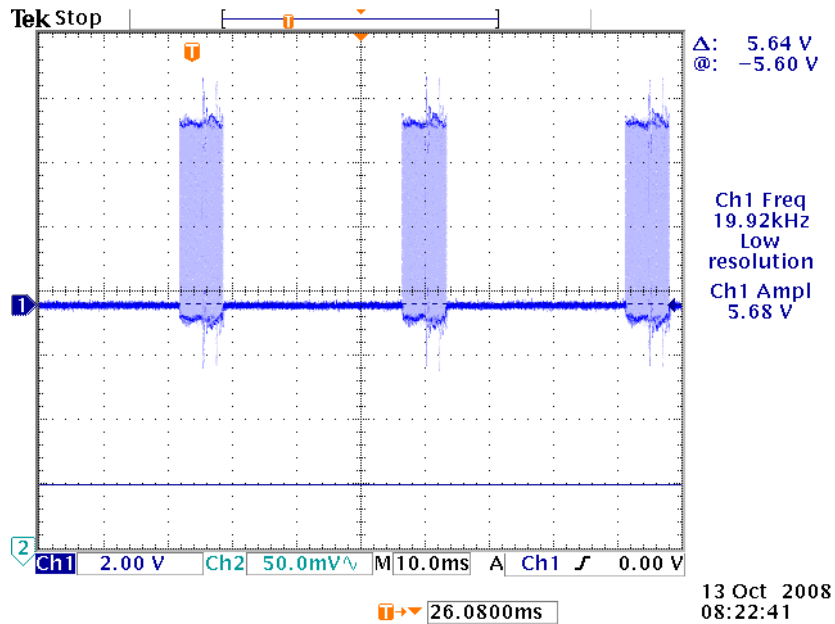 Tek Stop
T
T
Δ: 5.64 V
@: −5.60 V
Ch1 Freq
19.92kHz
Low
resolution
Ch1 Ampl
5.68 V
1
2
Ch1 2.00 V Ch2 50.0mV∿ M 10.0ms A Ch1 ∫ 0.00 V
T→▼ 26.0800ms
13 Oct 2008
08:22:41